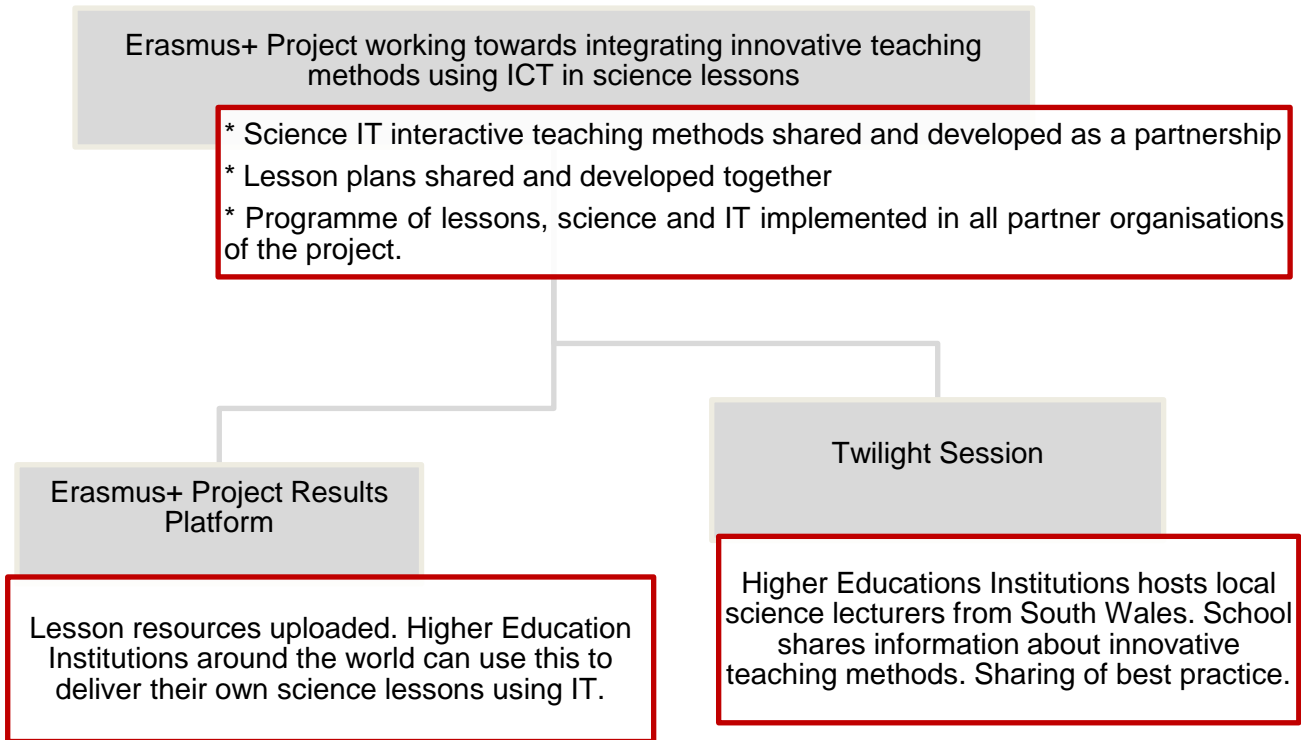 Erasmus+ Project working towards integrating innovative teaching
methods using ICT in science lessons
* Science IT interactive teaching methods shared and developed as a partnership
* Lesson plans shared and developed together
* Programme of lessons, science and IT implemented in all partner organisations
of the project.
Erasmus+ Project Results
Platform
Lesson resources uploaded. Higher Education
Institutions around the world can use this to
deliver their own science lessons using IT.
Twilight Session
Higher Educations Institutions hosts local
science lecturers from South Wales. School
shares information about innovative
teaching methods. Sharing of best practice.